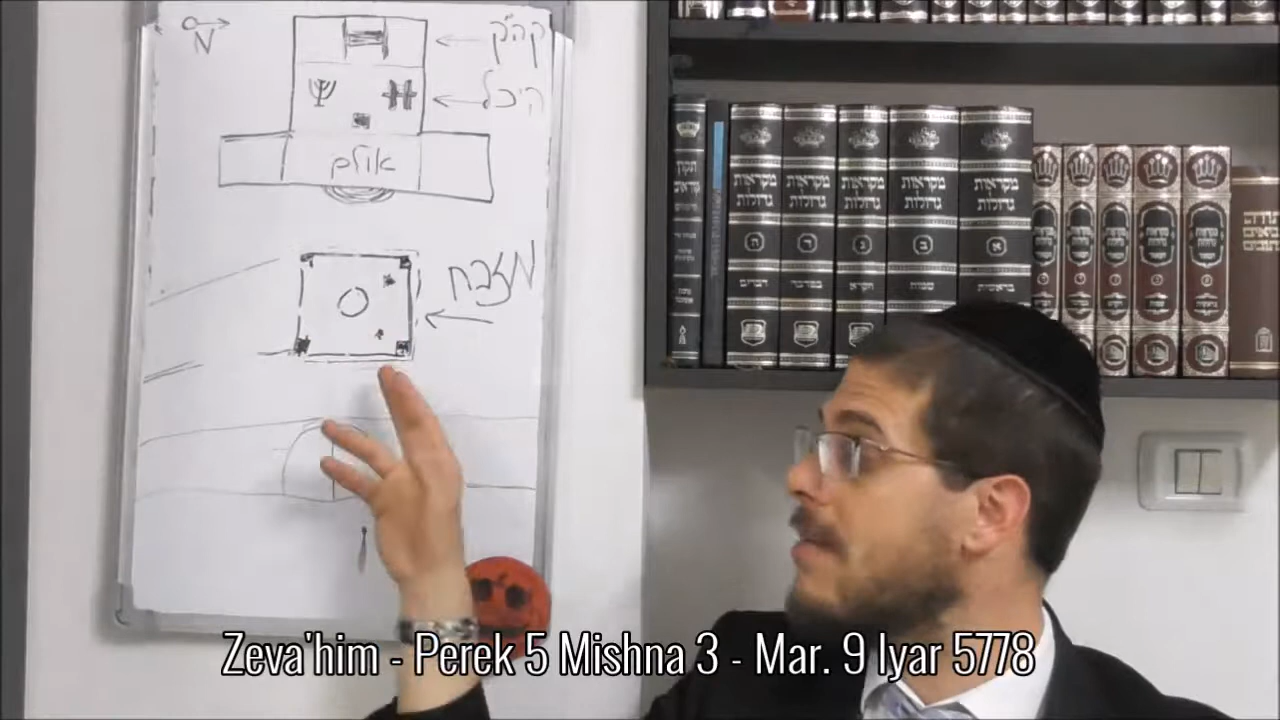 N
קה"ק
היכל
אולם
מזבח
מקראות
גדולות
ה
דברים
מקראות
גדולות
ד
במדבר
מקראות
גדולות
ג
ויקרא
מקראות
גדולות
ב
שמות
מקראות
גדולות
א
בראשית
Zeva'him - Perek 5 Mishna 3 - Mar. 9 Iyar 5778